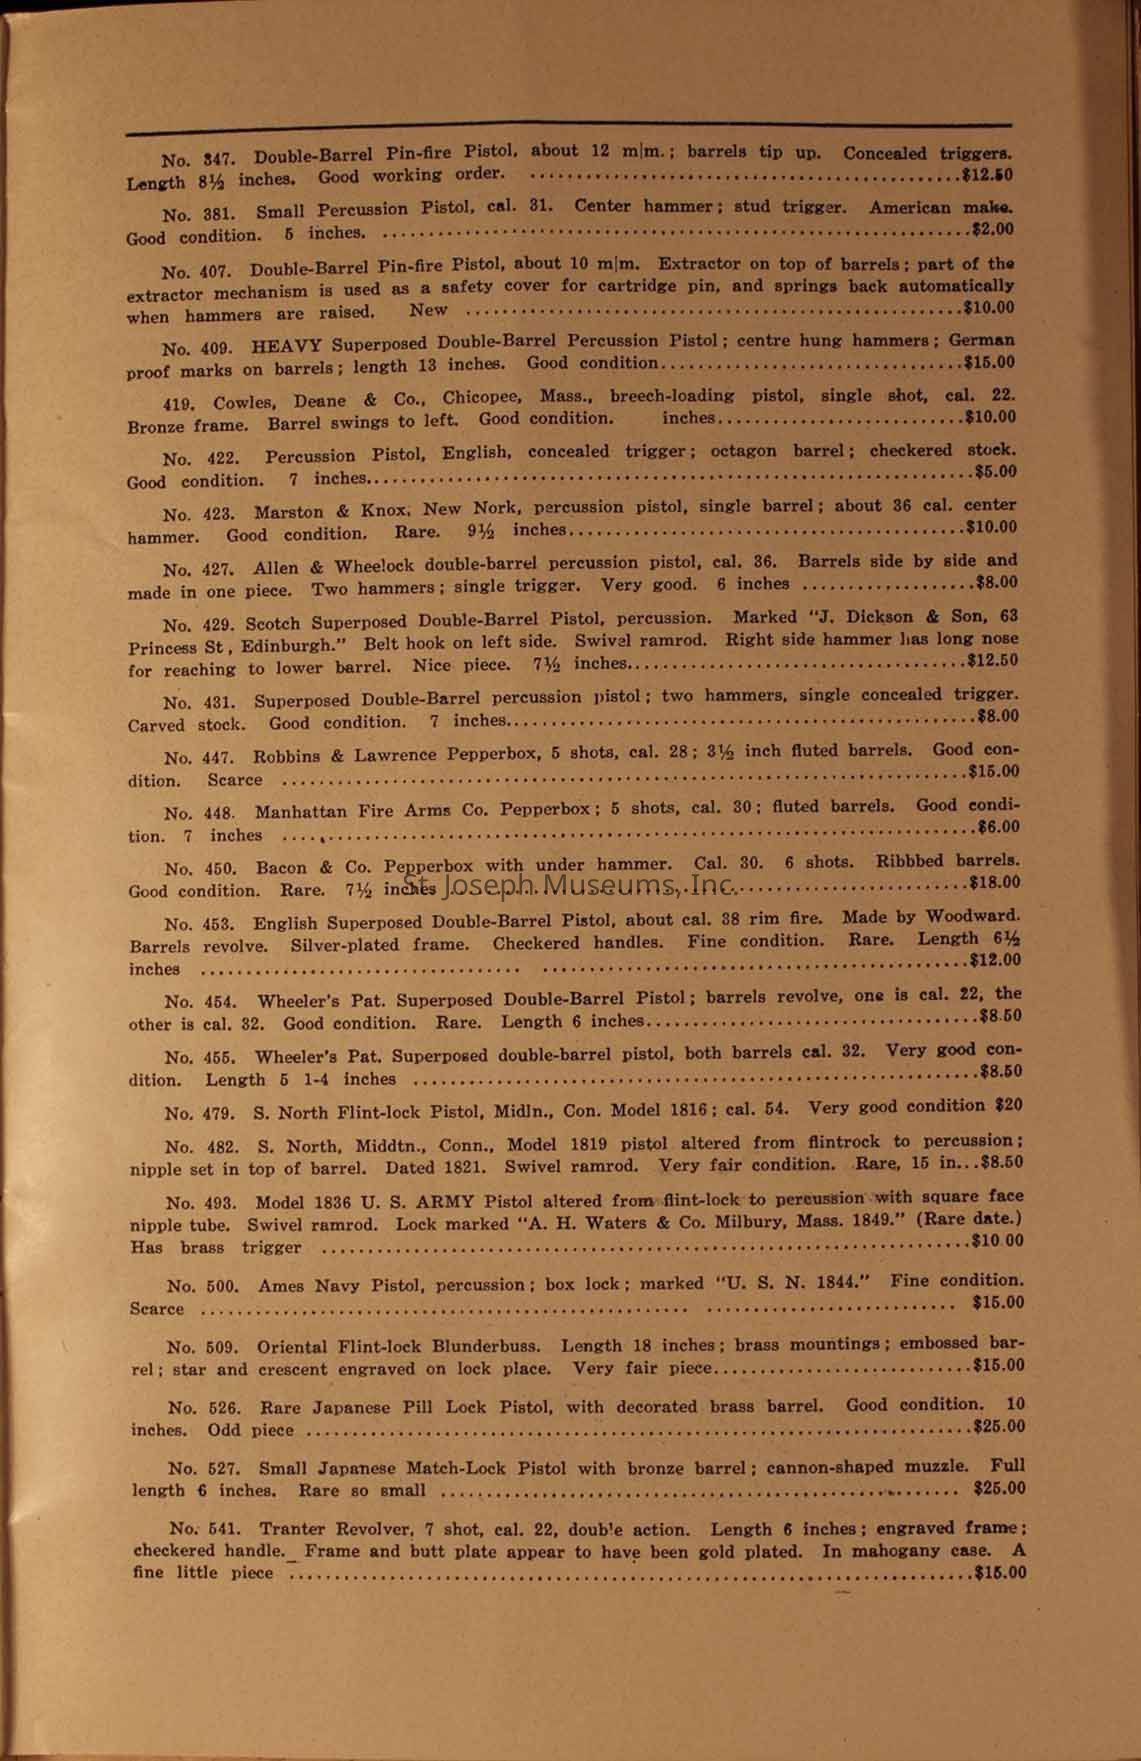 No. 347. Double-Barrel Pin-fire Pistol, about 12 m|m.; barrels tip up. Concealed triggers.
Length 8½ inches. Good working order. ..........$12.50
No. 381. Small Percussion Pistol, cal. 31. Center hammer; stud trigger. American make.
Good condition. 5 inches. ..........$2.00
No. 407. Double-Barrel Pin-fire Pistol, about 10 m|m. Extractor on top of barrels; part of the
extractor mechanism is used as a safety cover for cartridge pin, and springs back automatically
when hammers are raised. New ..........$10.00
No. 409. HEAVY Superposed Double-Barrel Percussion Pistol; centre hung hammers; German
proof marks on barrels; length 13 inches. Good condition..........$15.00
419. Cowles, Deane & Co., Chicopee, Mass., breech-loading pistol, single shot, cal. 22.
Bronze frame. Barrel swings to left. Good condition. inches..........$10.00
No. 422. Percussion Pistol, English, concealed trigger; octagon barrel; checkered stock.
Good condition. 7 inches..........$5.00
No. 423. Marston & Knox, New Nork, percussion pistol, single barrel; about 36 cal. center
hammer. Good condition. Rare. 9½ inches..........$10.00
No. 427. Allen & Wheelock double-barrel percussion pistol, cal. 36. Barrels side by side and
made in one piece. Two hammers; single trigger. Very good. 6 inches ..........$8.00
No. 429. Scotch Superposed Double-Barrel Pistol, percussion. Marked "J. Dickson & Son, 63
Princess St, Edinburgh." Belt hook on left side. Swivel ramrod. Right side hammer has long nose
for reaching to lower barrel. Nice piece. 7½ inches..........$12.50
No. 431. Superposed Double-Barrel percussion pistol; two hammers, single concealed trigger.
Carved stock. Good condition. 7 inches..........$8.00
No. 447. Robbins & Lawrence Pepperbox, 5 shots, cal. 28; 3½ inch fluted barrels. Good con-
dition. Scarce ..........$15.00
No. 448. Manhattan Fire Arms Co. Pepperbox; 5 shots, cal. 30; fluted barrels. Good condi-
tion. 7 inches ..........$6.00
No. 450. Bacon & Co. Pepperbox with under hammer. Cal. 30. 6 shots. Ribbbed barrels.
Good condition. Rare. 7½ inches ..........$18.00
St Joseph Museums, Inc.
No. 453. English Superposed Double-Barrel Pistol, about cal. 38 rim fire. Made by Woodward.
Barrels revolve. Silver-plated frame. Checkered handles. Fine condition. Rare. Length 6½
inches ..........$12.00
No. 454. Wheeler's Pat. Superposed Double-Barrel Pistol; barrels revolve, one is cal. 22, the
other is cal. 32. Good condition. Rare. Length 6 inches..........$8.50
No. 455. Wheeler's Pat. Superposed double-barrel pistol, both barrels cal. 32. Very good con-
dition. Length 5 1-4 inches ..........$8.50
No. 479. S. North Flint-lock Pistol, Midln., Con. Model 1816; cal. 54. Very good condition $20
No. 482. S. North, Middtn., Conn., Model 1819 pistol altered from flintrock to percussion;
nipple set in top of barrel. Dated 1821. Swivel ramrod. Very fair condition. Rare, 15 in...$8.50
No. 493. Model 1836 U. S. ARMY Pistol altered from flint-lock to percussion with square face
nipple tube. Swivel ramrod. Lock marked "A. H. Waters & Co. Milbury, Mass. 1849." (Rare date.)
Has brass trigger ..........$10 00
No. 500. Ames Navy Pistol, percussion; box lock; marked "U. S. N. 1844." Fine condition.
Scarce .......... $15.00
No. 509. Oriental Flint-lock Blunderbuss. Length 18 inches; brass mountings; embossed bar-
rel; star and crescent engraved on lock place. Very fair piece..........$15.00
No. 526. Rare Japanese Pill Lock Pistol, with decorated brass barrel. Good condition. 10
inches. Odd piece ..........$25.00
No. 527. Small Japanese Match-Lock Pistol with bronze barrel; cannon-shaped muzzle. Full
length 6 inches. Rare so small .......... $25.00
No. 541. Tranter Revolver, 7 shot, cal. 22, double action. Length 6 inches; engraved frame;
checkered handle. Frame and butt plate appear to have been gold plated. In mahogany case. A
fine little piece ..........$15.00